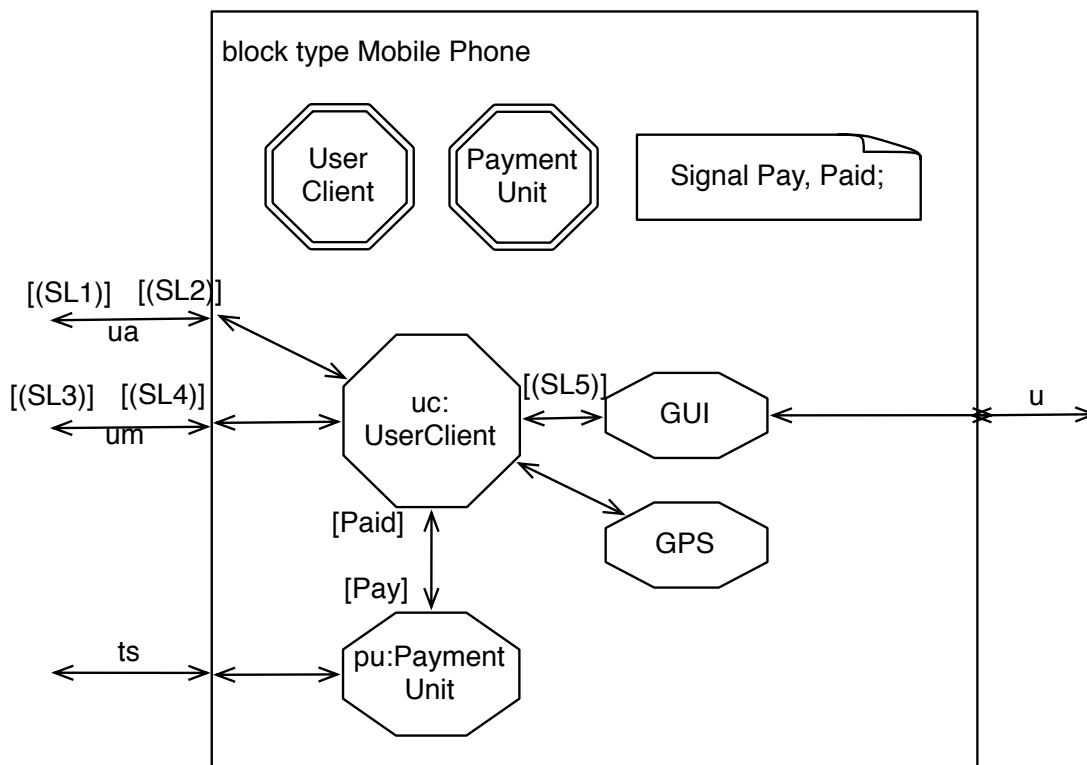 block type Mobile Phone
User
Client
Payment
Unit
Signal Pay, Paid;
[(SL1)] [(SL2)]
ua
[(SL3)] [(SL4)]
um
uc:
UserClient
[(SL5)]
GUI
u
[Paid]
GPS
[Pay]
ts
pu:Payment
Unit